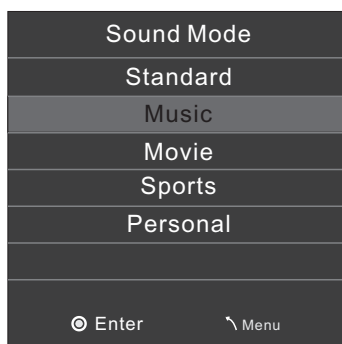 Sound Mode
Standard
Music
Movie
Sports
Personal
Enter Menu